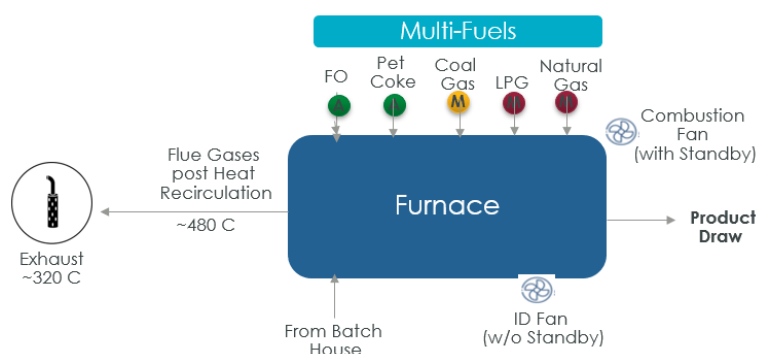 Multi-Fuels
FO
Pet
Coke
Coal
Gas
LPG
Natural
Gas
M
Combustion
Fan
(with Standby)
Flue Gases
post Heat
Recirculation
~480 C
Furnace
Product
Draw
Exhaust
~320 C
From Batch
House
ID Fan
(w/o Standby)